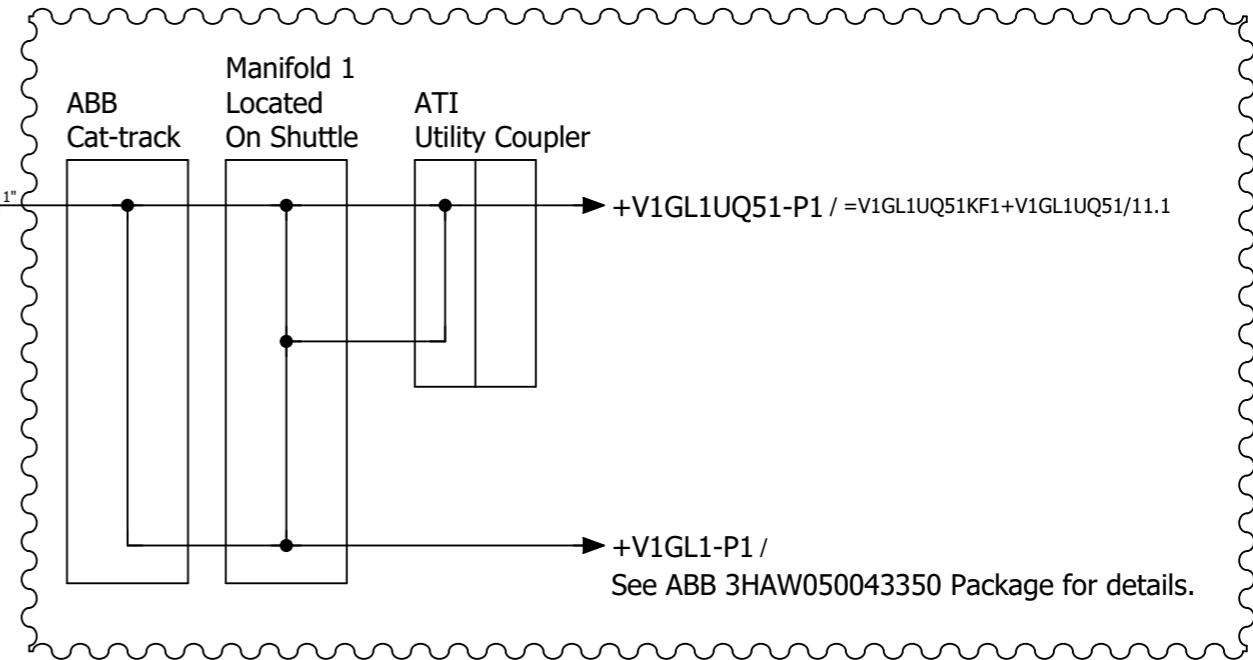 Manifold 1
ABB
Located
ATI
Cat-track
On Shuttle
Utility Coupler
1"
+V1GL1UQ51-P1 / =V1GL1UQ51KF1+V1GL1UQ51/11.1
+V1GL1-P1 /
See ABB 3HAW050043350 Package for details.